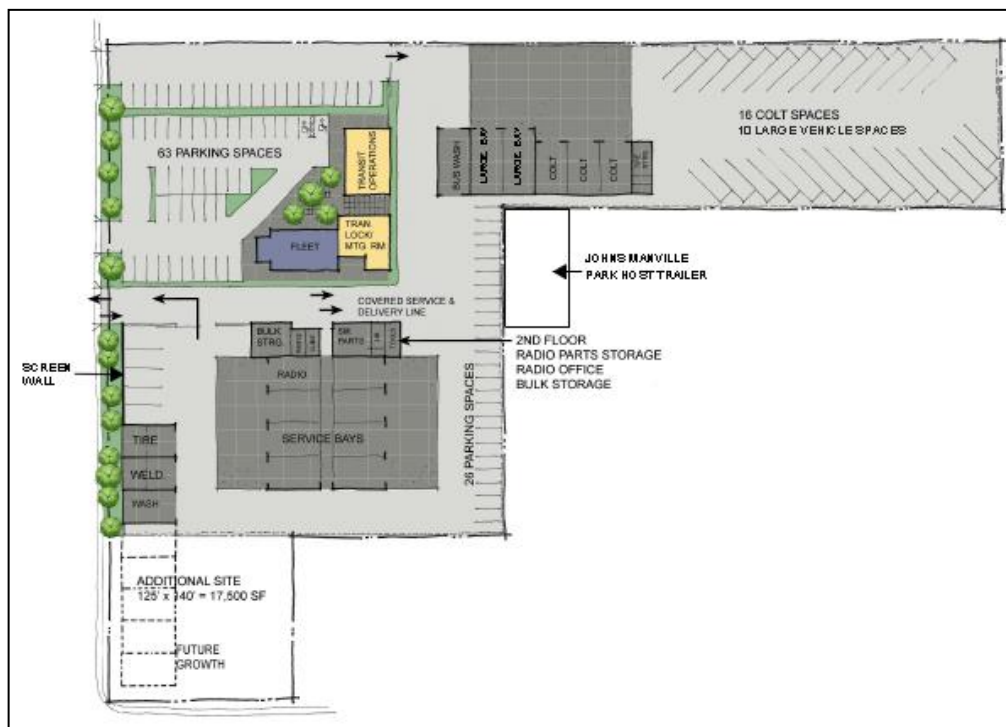 16 COLT SPACES
10 LARGE VEHICLE SPACES
63 PARKING SPACES
TRANSIT
OPERATIONS
BUS WASH
LARGE BAY
LARGE BAY
COLT
COLT
COLT
TRAN
LOCK/
MTG RM
FLEET
JOHNS MANVILLE
PARK HOST TRAILER
COVERED SERVICE &
DELIVERY LINE
BULK
STRG
SM
PARTS
TOOLS
2ND FLOOR
RADIO PARTS STORAGE
RADIO OFFICE
BULK STORAGE
SCREEN
WALL
RADIO
SERVICE BAYS
26 PARKING SPACES
TIRE
WELD
WASH
ADDITIONAL SITE
125' x 140' = 17,500 SF
FUTURE
GROWTH